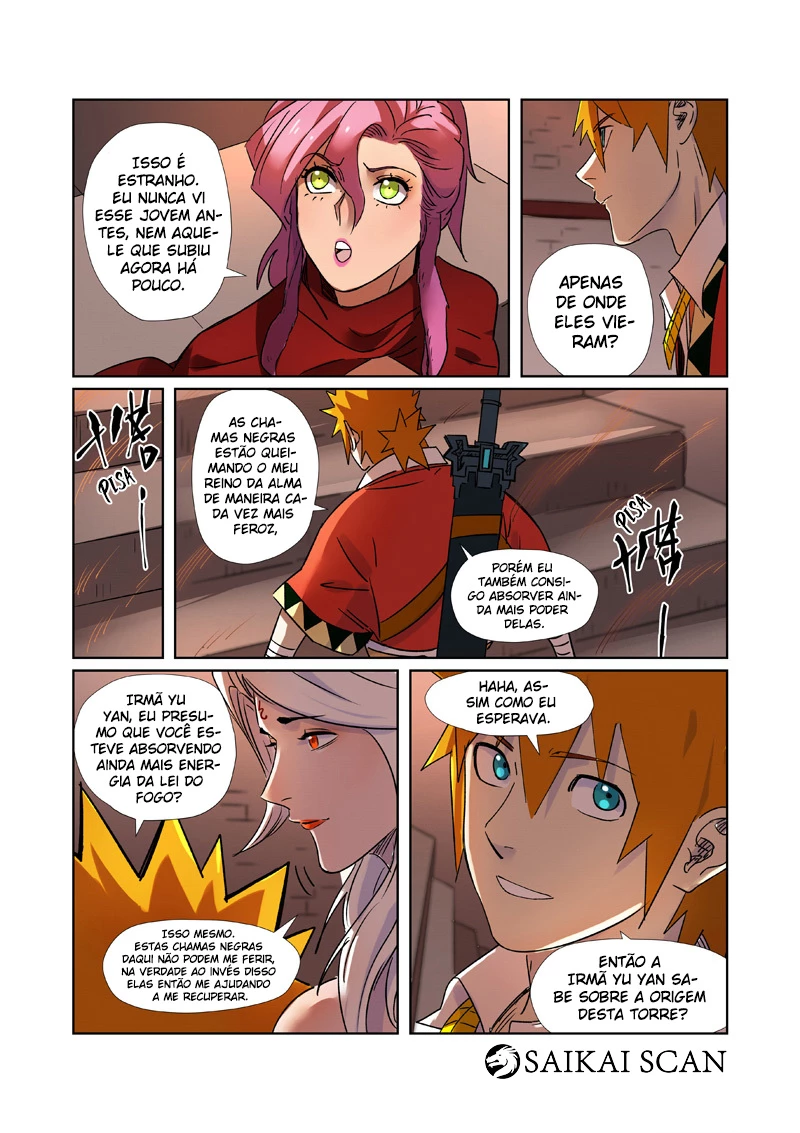 ISSO É
ESTRANHO.
EU NUNCA VI
ESSE JOVEM AN-
TES, NEM AQUE-
LE QUE SUBIU
AGORA HÁ
POUCO.
APENAS
DE ONDE
ELES VIE-
RAM?
PISA
AS CHA-
MAS NEGRAS
ESTÃO QUEI-
MANDO O MEU
REINO DA ALMA
DE MANEIRA CA-
DA VEZ MAIS
FEROZ,
PORÉM EU
TAMBÉM CONSI-
GO ABSORVER AIN-
DA MAIS PODER
DELAS.
PISA
IRMÃ YU
YAN, EU PRESU-
MO QUE VOCÊ ES-
TEVE ABSORVENDO
AINDA MAIS ENER-
GIA DA LEI DO
FOGO?
ISSO MESMO.
ESTAS CHAMAS NEGRAS
DAQUI NÃO PODEM ME FERIR,
NA VERDADE AO INVÉS DISSO
ELAS ENTÃO ME AJUDANDO
A ME RECUPERAR.
HAHA, AS-
SIM COMO EU
ESPERAVA.
ENTÃO A
IRMÃ YU YAN SA-
BE SOBRE A ORIGEM
DESTA TORRE?
SAIKAI SCAN